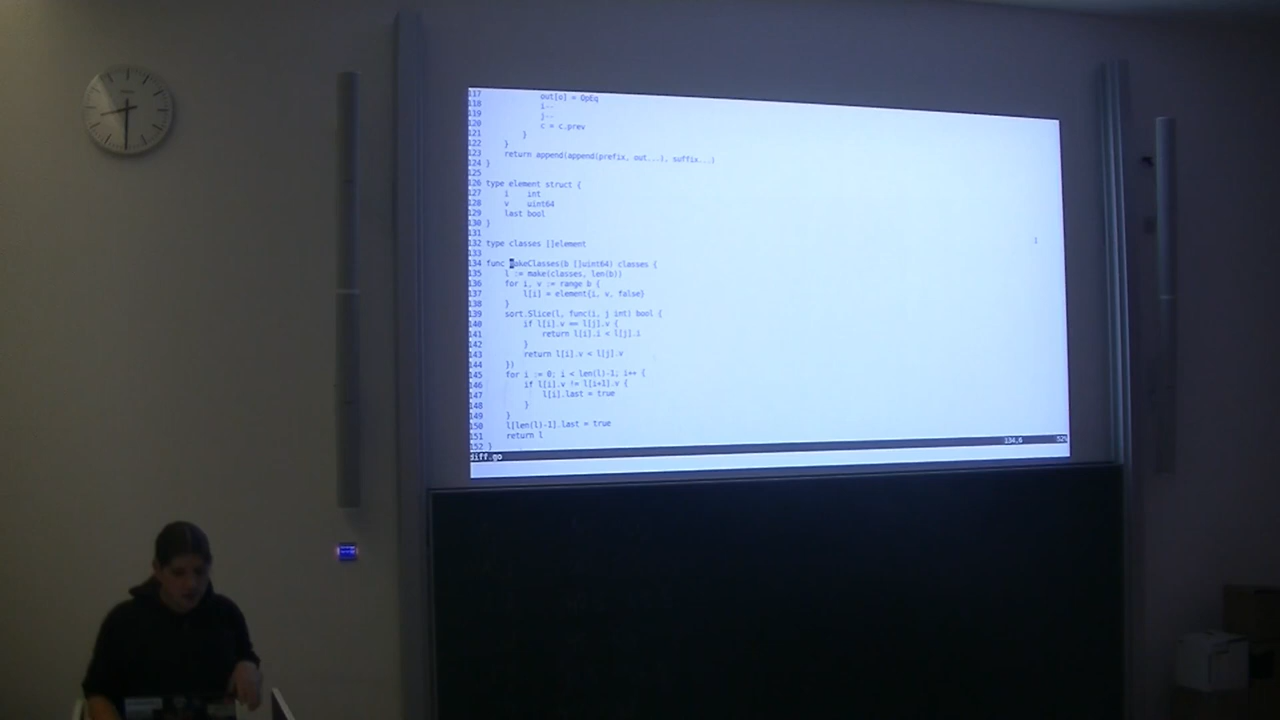 117             out[o] = OpEq
118             i--
119             j--
120             c = c.prev
121         }
122     }
123     return append(append(prefix, out...), suffix...)
124 }
125
126 type element struct {
127     i    int
128     v    uint64
129     last bool
130 }
131
132 type classes []element
133
134 func makeClasses(b []uint64) classes {
135     l := make(classes, len(b))
136     for i, v := range b {
137         l[i] = element{i, v, false}
138     }
139     sort.Slice(l, func(i, j int) bool {
140         if l[i].v == l[j].v {
141             return l[i].i < l[j].i
142         }
143         return l[i].v < l[j].v
144     })
145     for i := 0; i < len(l)-1; i++ {
146         if l[i].v != l[i+1].v {
147             l[i].last = true
148         }
149     }
150     l[len(l)-1].last = true
151     return l
152 }
134,6 52%
diff.go